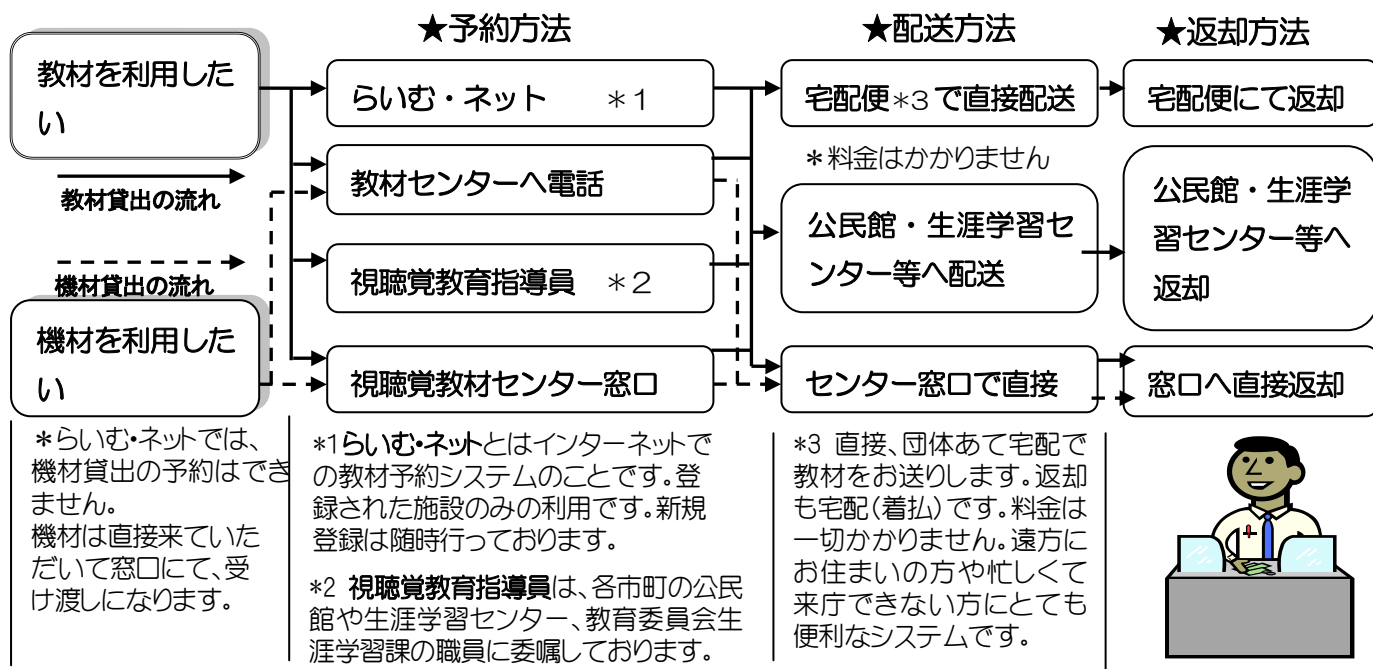 ★予約方法
★配送方法
★返却方法
教材を利用した
い
教材貸出の流れ
機材貸出の流れ
機材を利用した
い
らいむ・ネット　＊1
教材センターへ電話
視聴覚教育指導員　＊2
視聴覚教材センター窓口
宅配便＊3で直接配送
＊料金はかかりません
公民館・生涯学習セ
ンター等へ配送
センター窓口で直接
宅配便にて返却
公民館・生涯学
習センター等へ
返却
窓口へ直接返却
＊らいむ・ネットでは、
機材貸出の予約はでき
ません。
機材は直接来ていた
だいて窓口にて、受
け渡しになります。
*1らいむ・ネットとはインターネットで
の教材予約システムのことです。登
録された施設のみの利用です。新規
登録は随時行っております。
*2 視聴覚教育指導員は、各市町の公民
館や生涯学習センター、教育委員会生
涯学習課の職員に委嘱しております。
*3 直接、団体あて宅配で
教材をお送りします。返却
も宅配（着払）です。料金は
一切かかりません。遠方に
お住まいの方や忙しくて
来庁できない方にとても
便利なシステムです。